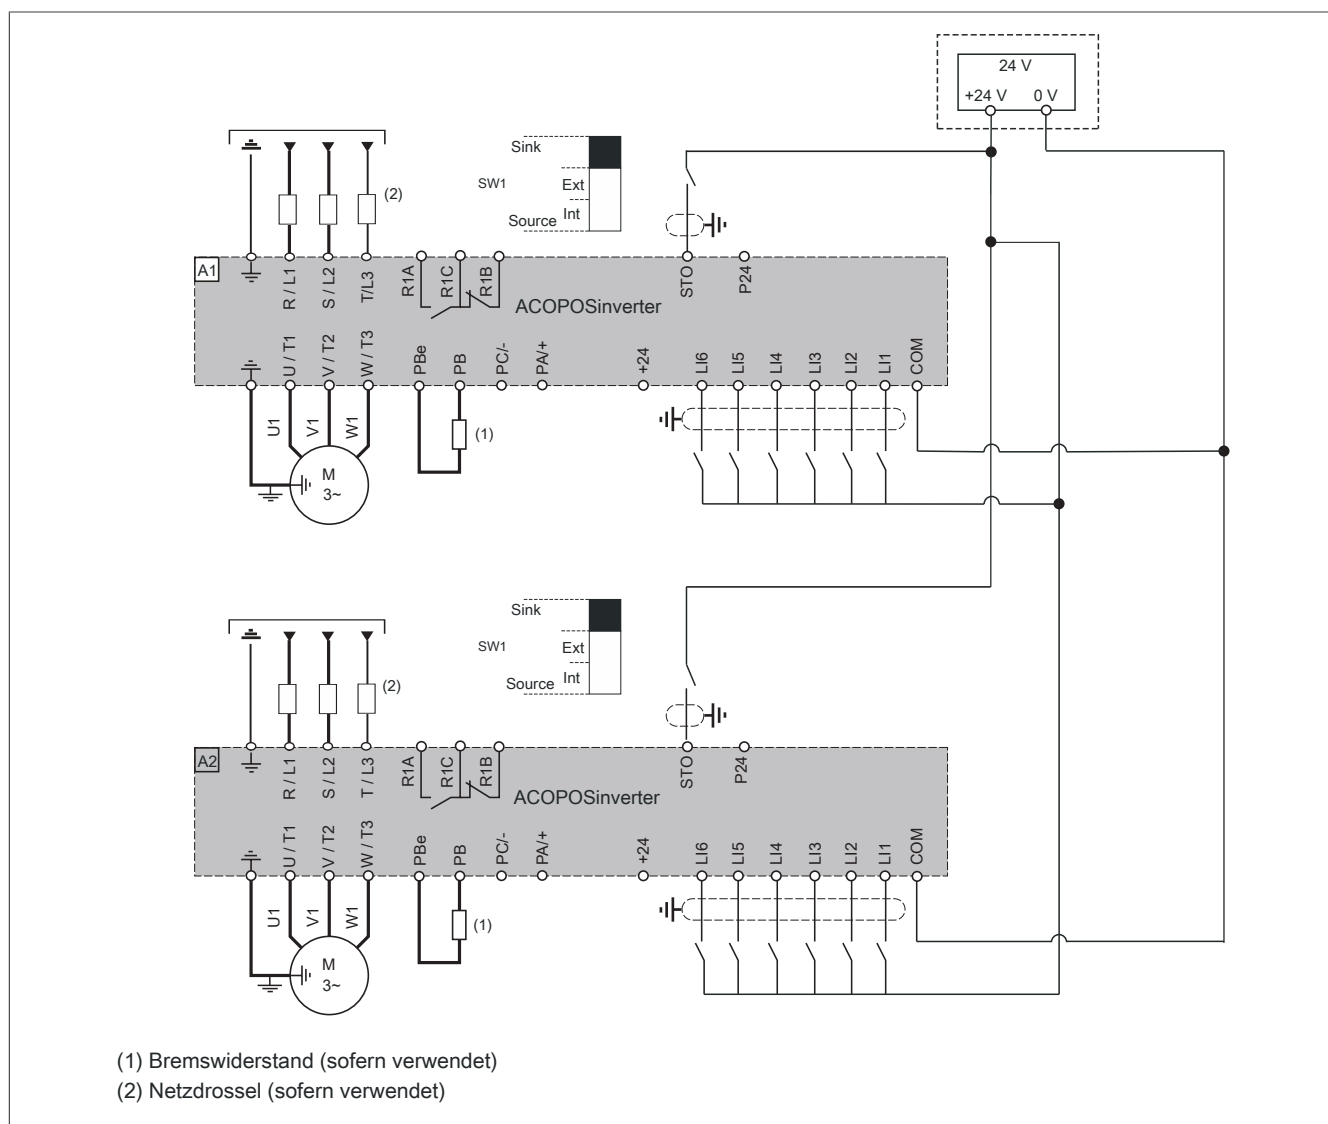 24 V
+24 V 0 V
(2)
Sink
SW1 Ext
Source Int
A1
R / L1 S / L2 T/L3 R1A R1C R1B STO P24
ACOPOSinverter
U / T1 V / T2 W / T3 PBe PB PC/- PA/+ +24 LI6 LI5 LI4 LI3 LI2 LI1 COM
U1 V1 W1
(1)
M
3~
Sink
SW1 Ext
Source Int
(2)
A2
R / L1 S / L2 T / L3 R1A R1C R1B STO P24
ACOPOSinverter
U / T1 V / T2 W / T3 PBe PB PC/- PA/+ +24 LI6 LI5 LI4 LI3 LI2 LI1 COM
U1 V1 W1
(1)
M
3~
(1) Bremswiderstand (sofern verwendet)
(2) Netzdrossel (sofern verwendet)